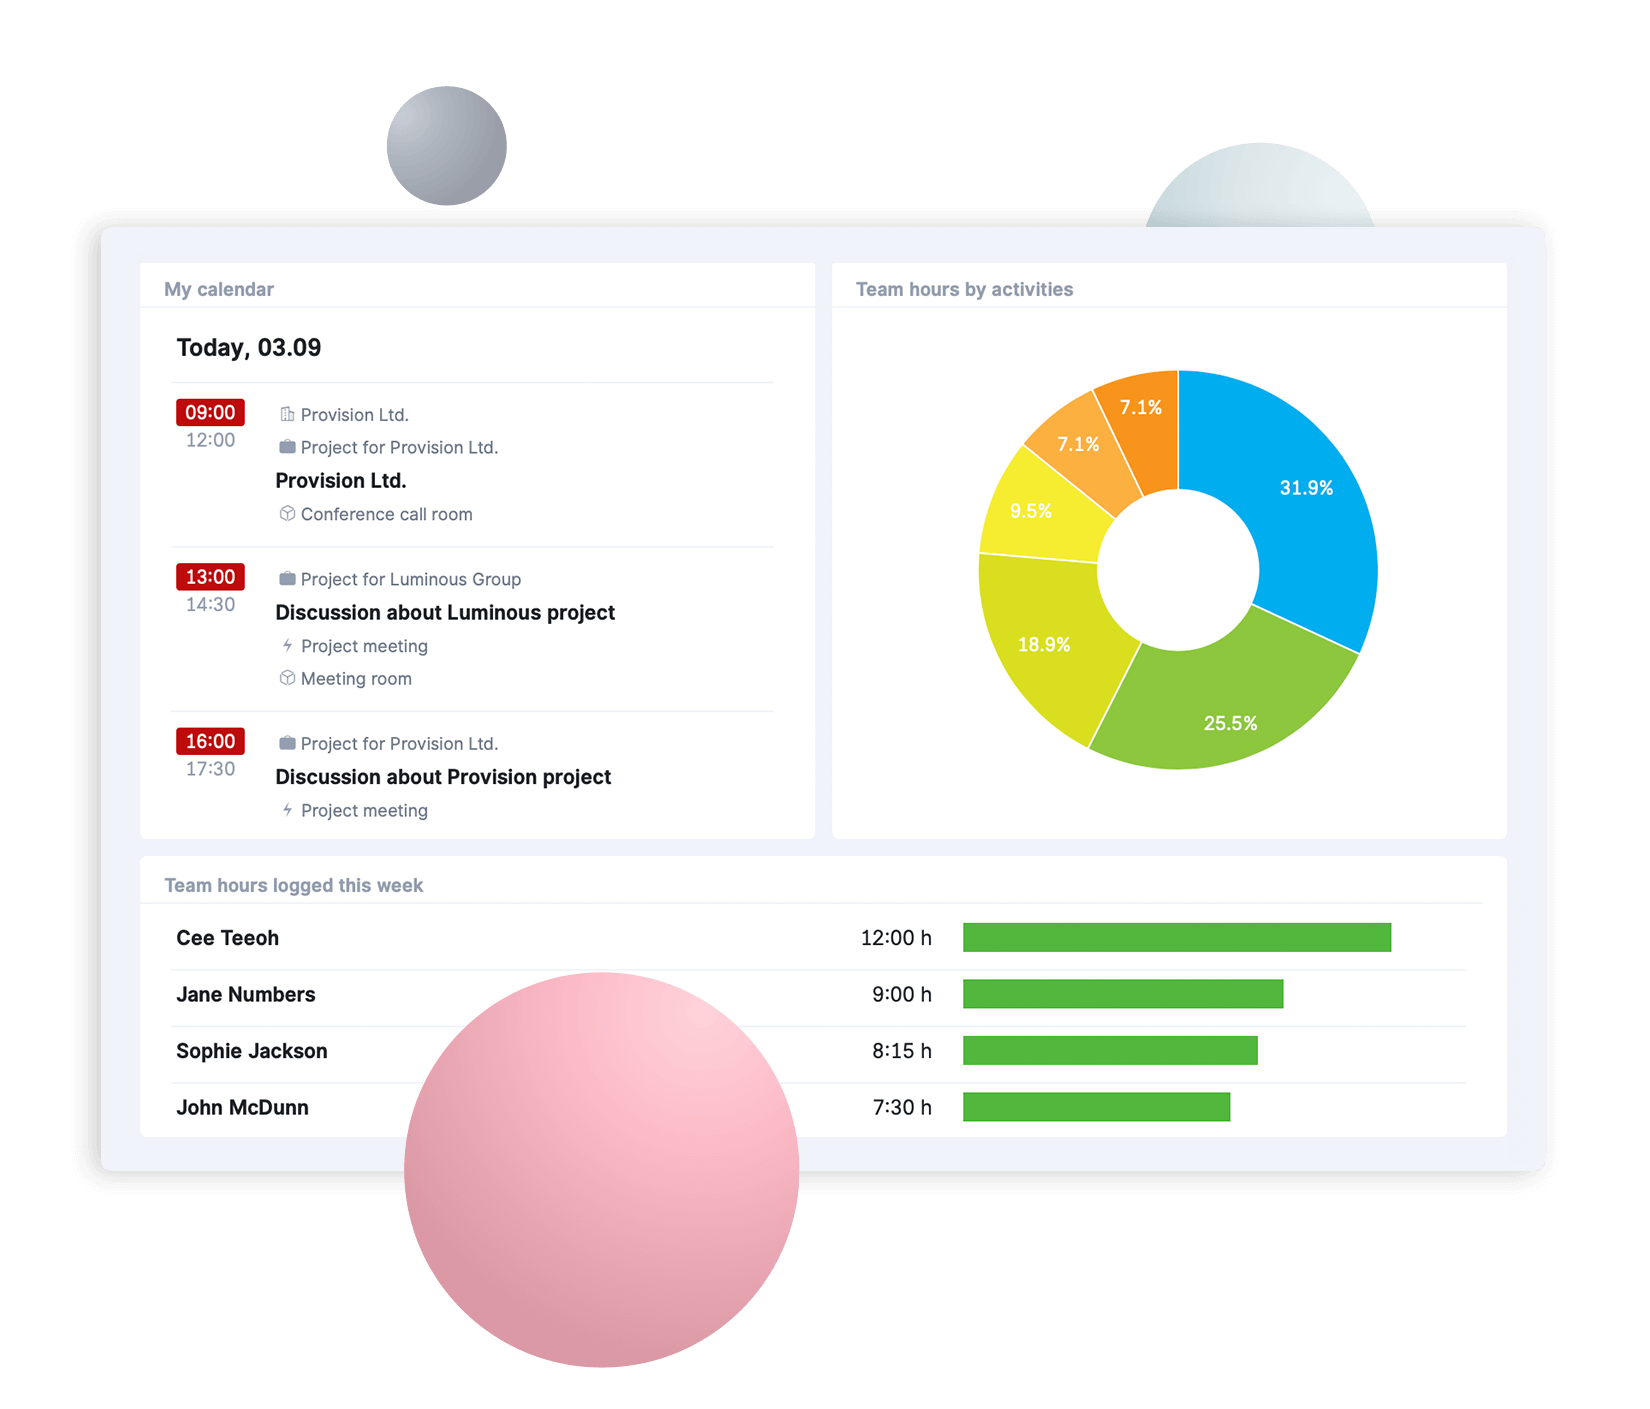 My calendar
Today, 03.09
09:00
12:00
Provision Ltd.
Project for Provision Ltd.
Provision Ltd.
Conference call room
13:00
14:30
Project for Luminous Group
Discussion about Luminous project
Project meeting
Meeting room
16:00
17:30
Project for Provision Ltd.
Discussion about Provision project
Project meeting
Team hours by activities
7.1%
7.1%
31.9%
9.5%
18.9%
25.5%
Team hours logged this week
Cee Teeoh 12:00 h
Jane Numbers 9:00 h
Sophie Jackson 8:15 h
John McDunn 7:30 h